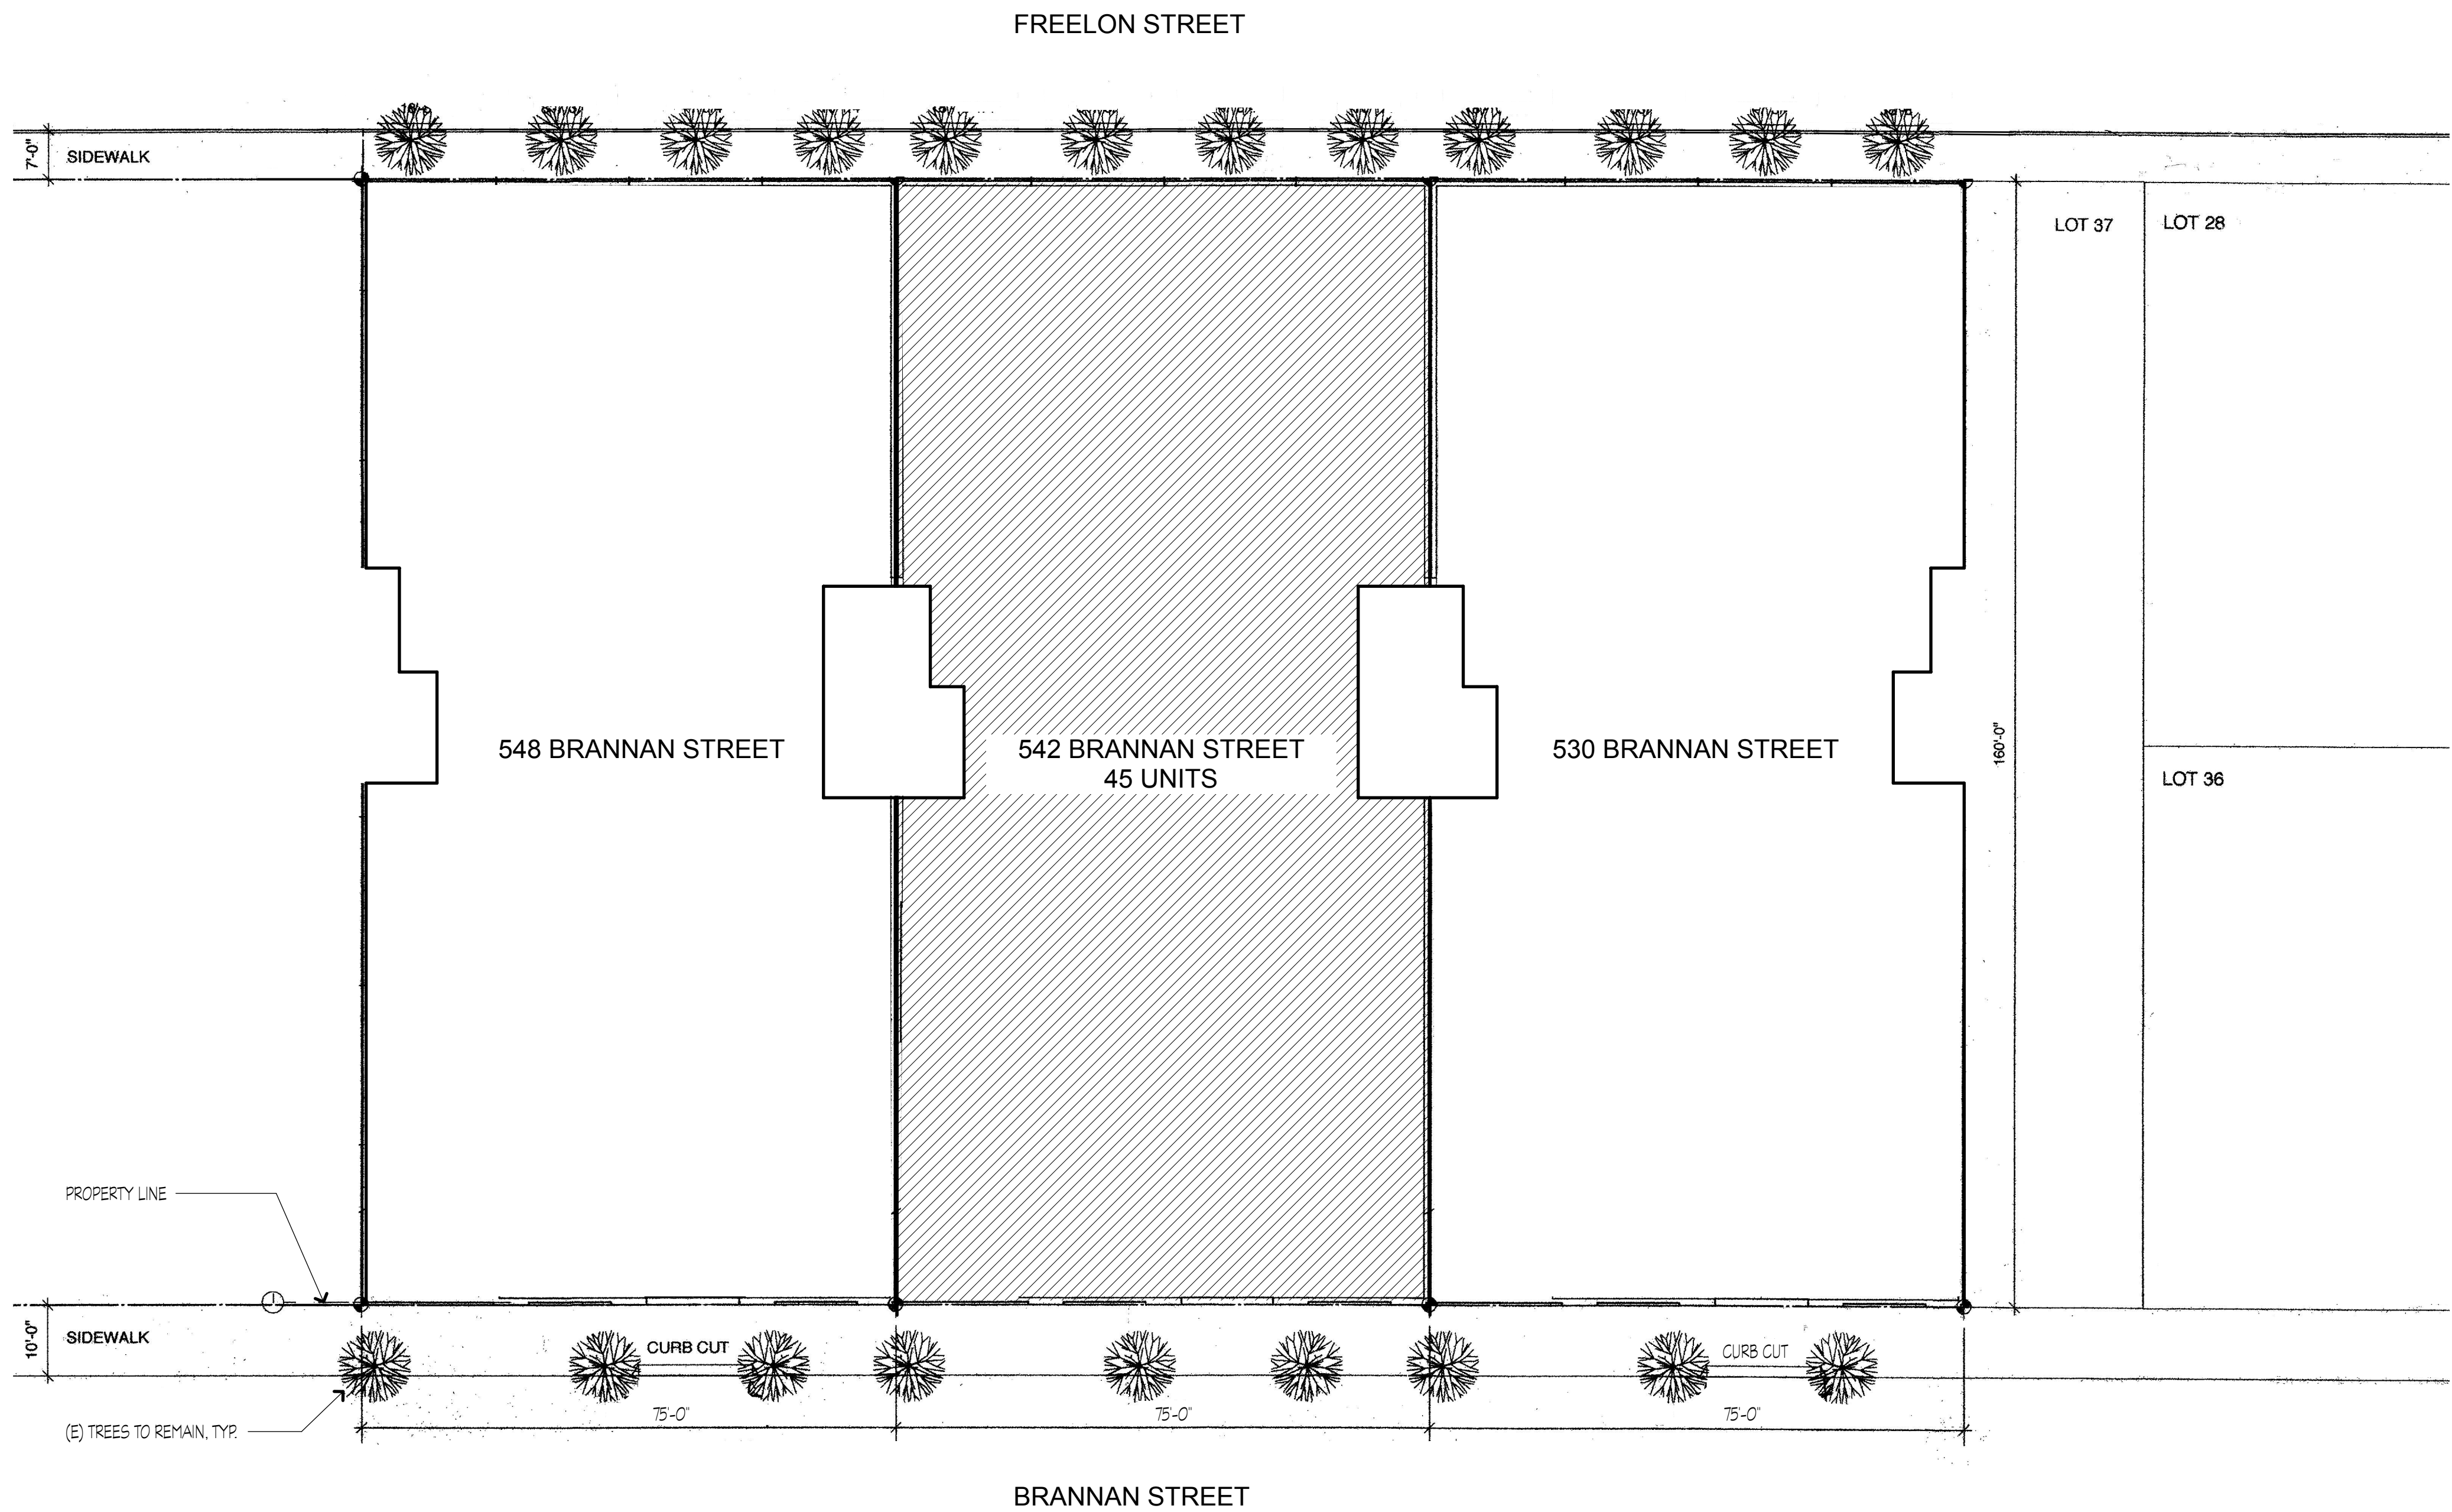 FREELON STREET
7'-0"
SIDEWALK
LOT 37
LOT 28
548 BRANNAN STREET
542 BRANNAN STREET
45 UNITS
530 BRANNAN STREET
160'-0"
LOT 36
PROPERTY LINE
10'-0"
SIDEWALK
CURB CUT
CURB CUT
75-0"
75-0"
75-0"
(E) TREES TO REMAIN, TYP.
BRANNAN STREET